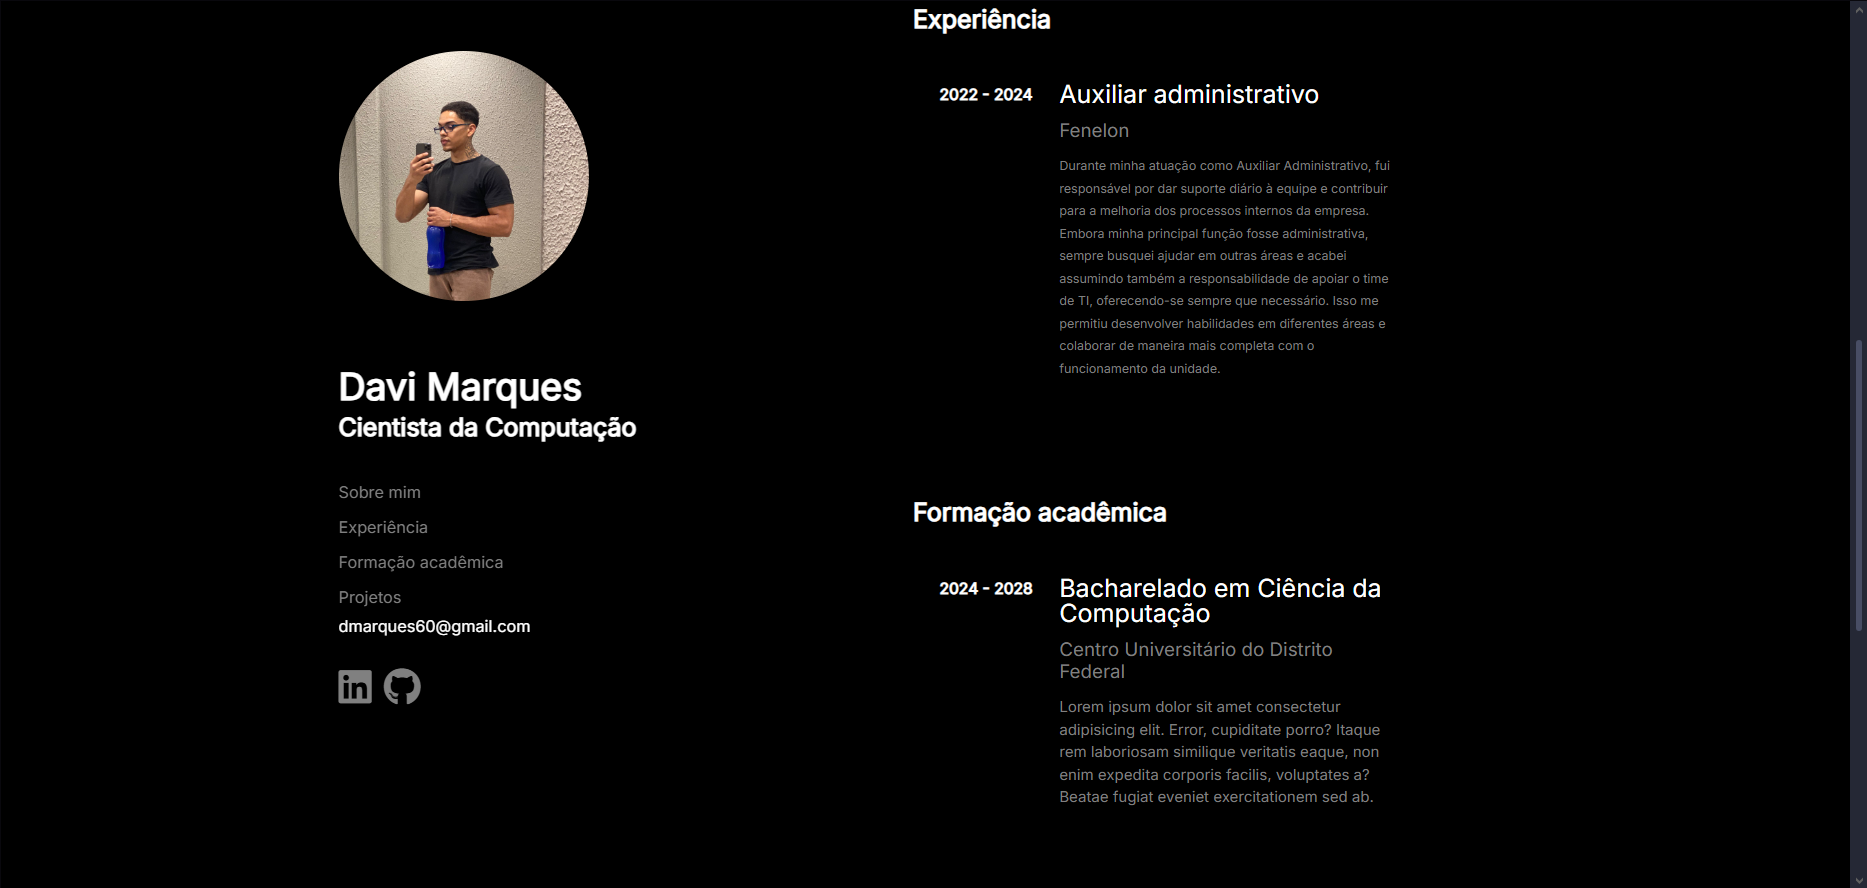 Davi Marques
Cientista da Computação
Sobre mim
Experiência
Formação acadêmica
Projetos
dmarques60@gmail.com
in
Experiência
2022 - 2024
Auxiliar administrativo
Fenelon
Durante minha atuação como Auxiliar Administrativo, fui
responsável por dar suporte diário à equipe e contribuir
para a melhoria dos processos internos da empresa.
Embora minha principal função fosse administrativa,
sempre busquei ajudar em outras áreas e acabei
assumindo também a responsabilidade de apoiar o time
de TI, oferecendo-se sempre que necessário. Isso me
permitiu desenvolver habilidades em diferentes áreas e
colaborar de maneira mais completa com o
funcionamento da unidade.
Formação acadêmica
2024 - 2028
Bacharelado em Ciência da
Computação
Centro Universitário do Distrito
Federal
Lorem ipsum dolor sit amet consectetur
adipisicing elit. Error, cupiditate porro? Itaque
rem laboriosam similique veritatis eaque, non
enim expedita corporis facilis, voluptates a?
Beatae fugiat eveniet exercitationem sed ab.